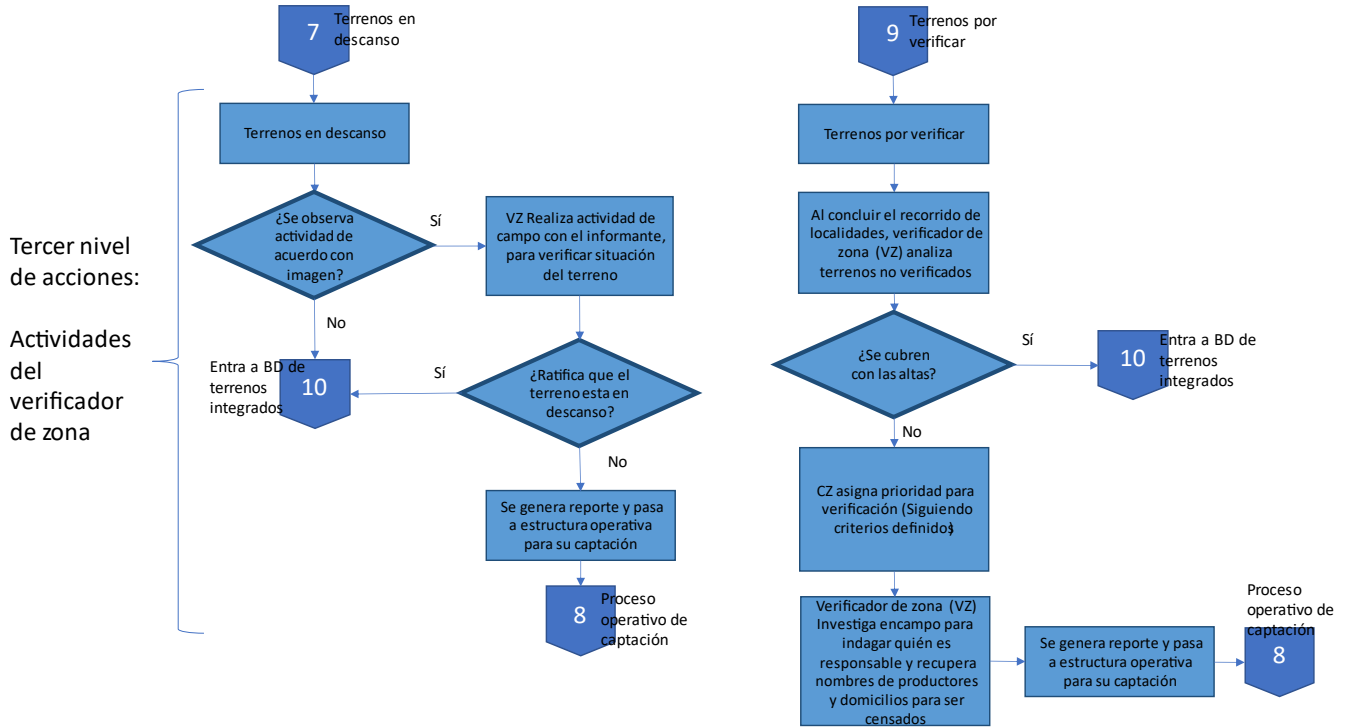 Tercer nivel
de acciones:
Actividades
del
verificador
de zona
7
Terrenos en
descanso
Terrenos en descanso
¿Se observa
actividad de
acuerdo con
imagen?
Sí
No
VZ Realiza actividad de
campo con el informante,
para verificar situación
del terreno
Entra a BD de
terrenos
integrados
10
Sí
¿Ratifica que el
terreno esta en
descanso?
No
Se genera reporte y pasa
a estructura operativa
para su captación
8
Proceso
operativo de
captación
9
Terrenos por
verificar
Terrenos por verificar
Al concluir el recorrido de
localidades, verificador de
zona (VZ) analiza
terrenos no verificados
¿Se cubren
con las altas?
Sí
10
Entra a BD de
terrenos
integrados
No
CZ asigna prioridad para
verificación (Siguiendo
criterios definidos)
Verificador de zona (VZ)
Investiga encampo para
indagar quién es
responsable y recupera
nombres de productores
y domicilios para ser
censados
Se genera reporte y pasa
a estructura operativa
para su captación
Proceso
operativo de
captación
8